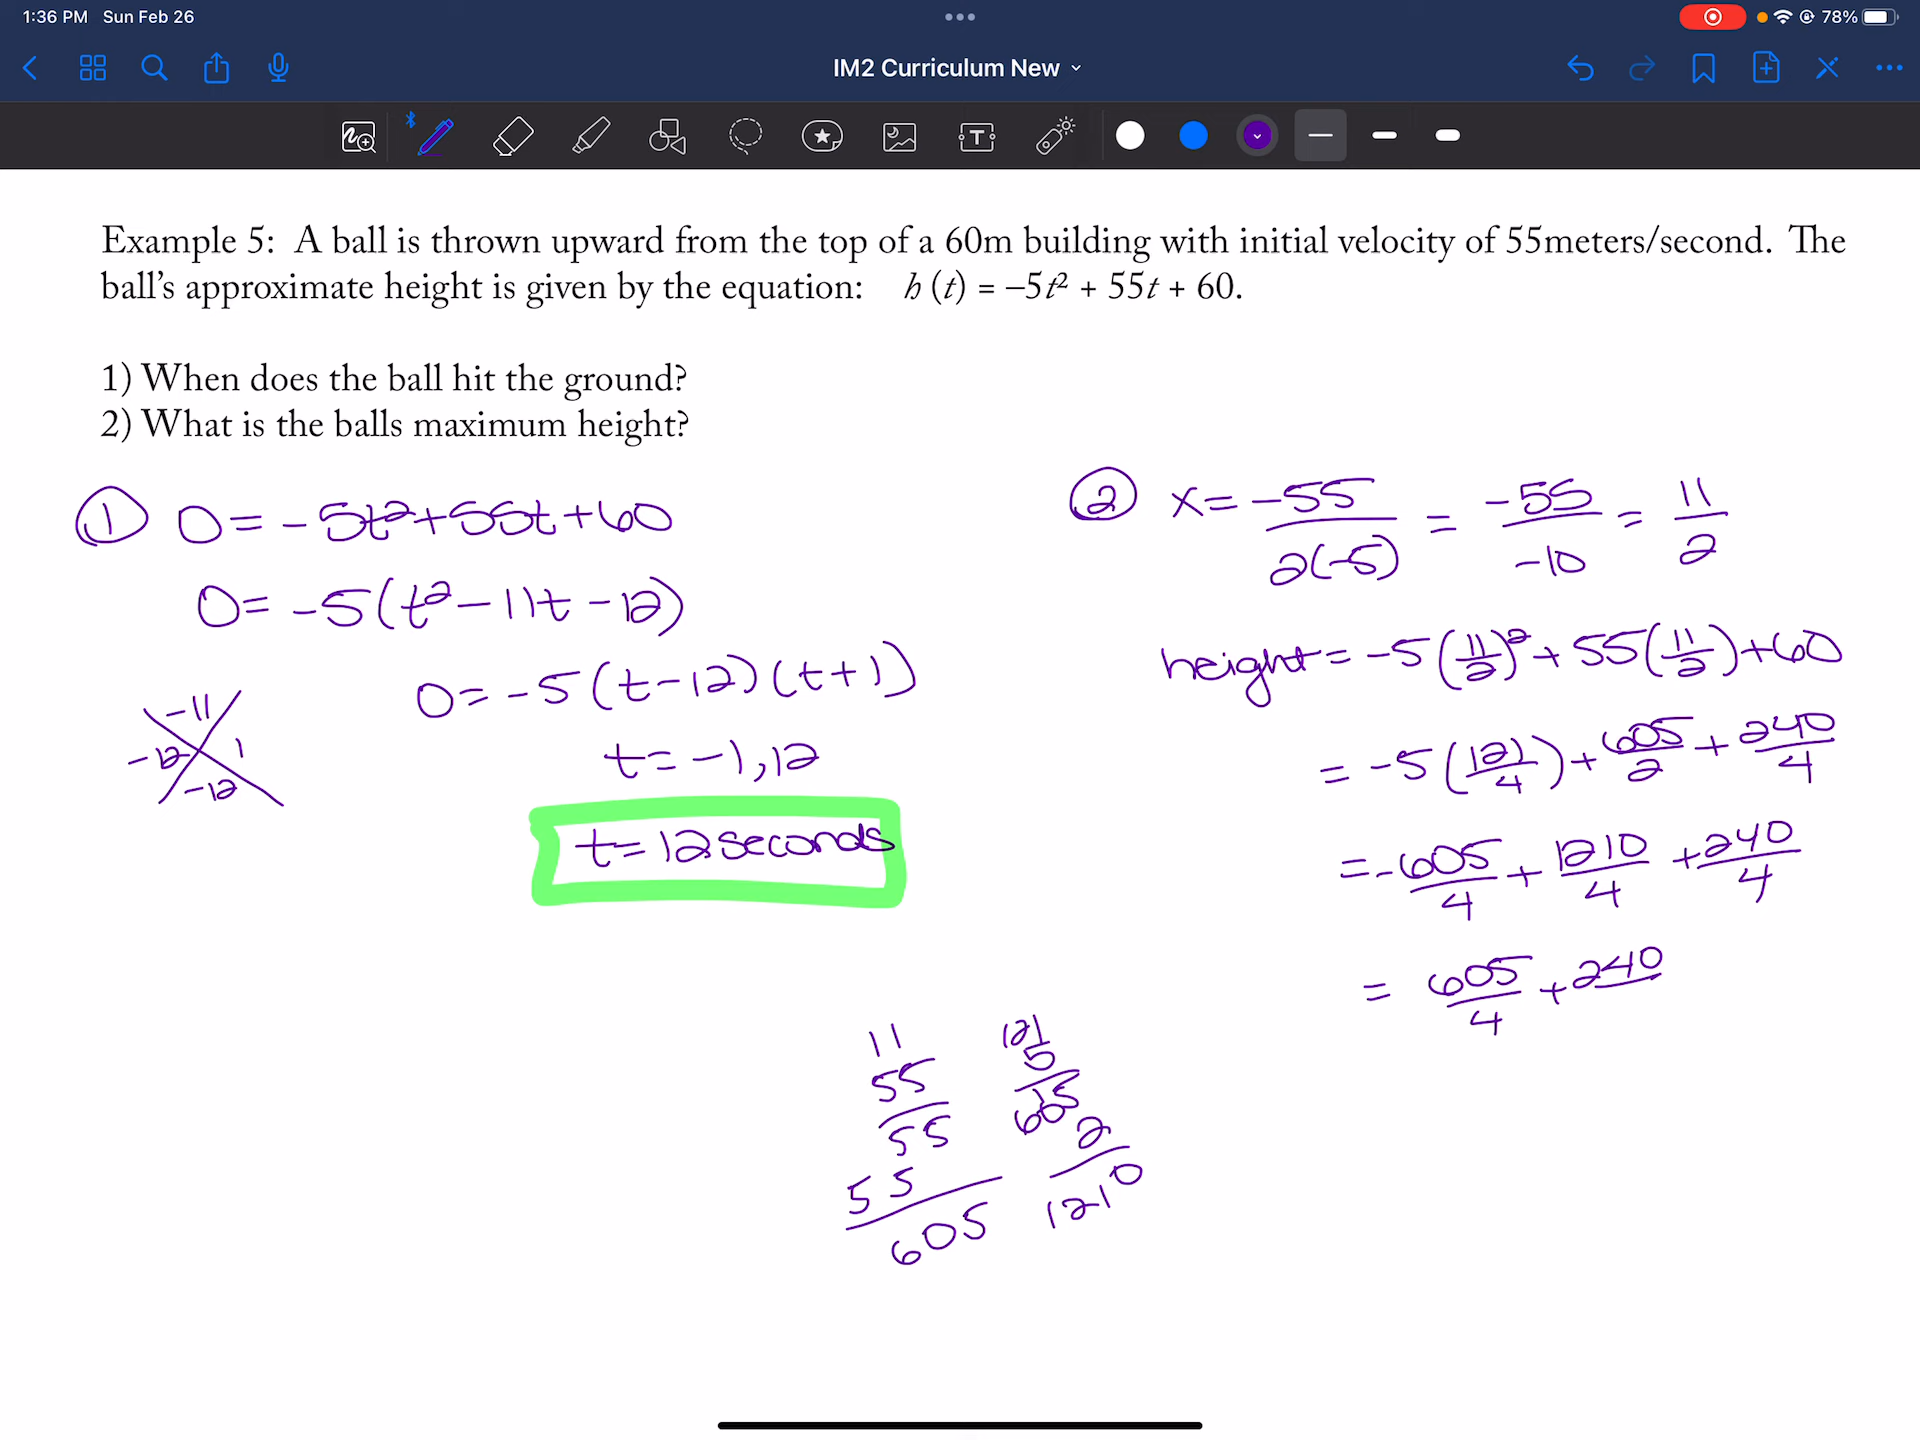 1:36 PM Sun Feb 26
78%
IM2 Curriculum New
Example 5: A ball is thrown upward from the top of a 60m building with initial velocity of 55meters/second. The
ball's approximate height is given by the equation: h (t) = –5t² + 55t + 60.
1) When does the ball hit the ground?
2) What is the balls maximum height?
① 0 = -5t²+55t+60
0= -5(t²-11t-12)
0= -5(t-12)(t+1)
-11
-12 1
-12
t= -1,12
t=12seconds
② x= -55/2(-5) = -55/-10 = 11/2
height= -5(11/2)²+55(11/2)+60
= -5(121/4)+605/2+240/4
=-605/4+1210/4+240/4
= 605/4+240
11
55
55
55
605
121
5
605
2
1210